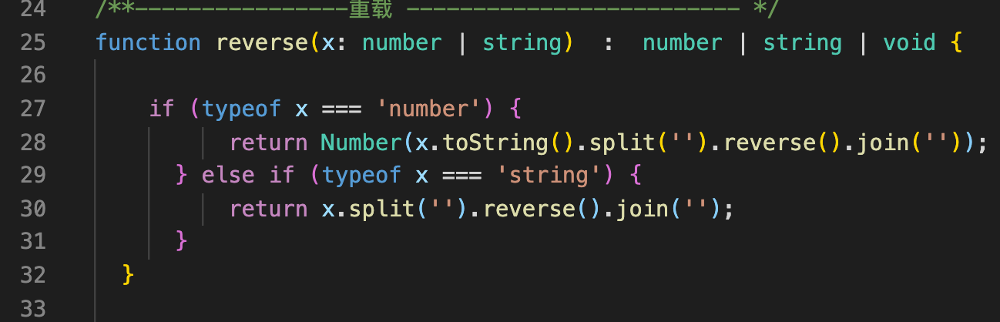 24 /**----------------重载 ------------------------- */
25 function reverse(x: number | string)  :  number | string | void {
26
27 if (typeof x === 'number') {
28 return Number(x.toString().split('').reverse().join(''));
29 } else if (typeof x === 'string') {
30 return x.split('').reverse().join('');
31 }
32 }
33